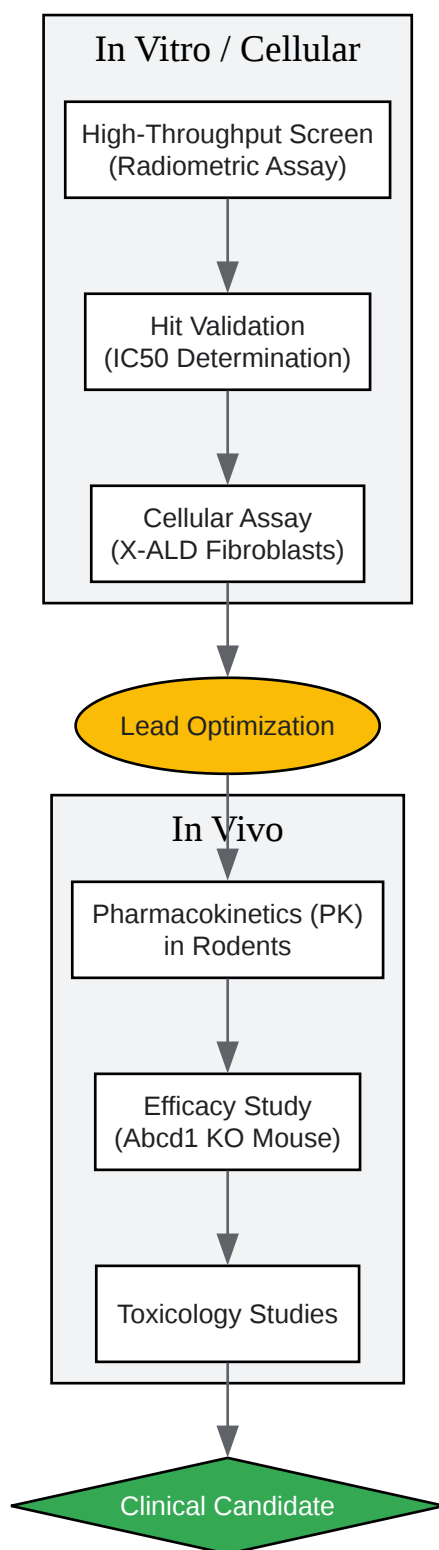 In Vitro / Cellular
High-Throughput Screen
(Radiometric Assay)
Hit Validation
(IC50 Determination)
Cellular Assay
(X-ALD Fibroblasts)
Lead Optimization
In Vivo
Pharmacokinetics (PK)
in Rodents
Efficacy Study
(Abcd1 KO Mouse)
Toxicology Studies
Clinical Candidate